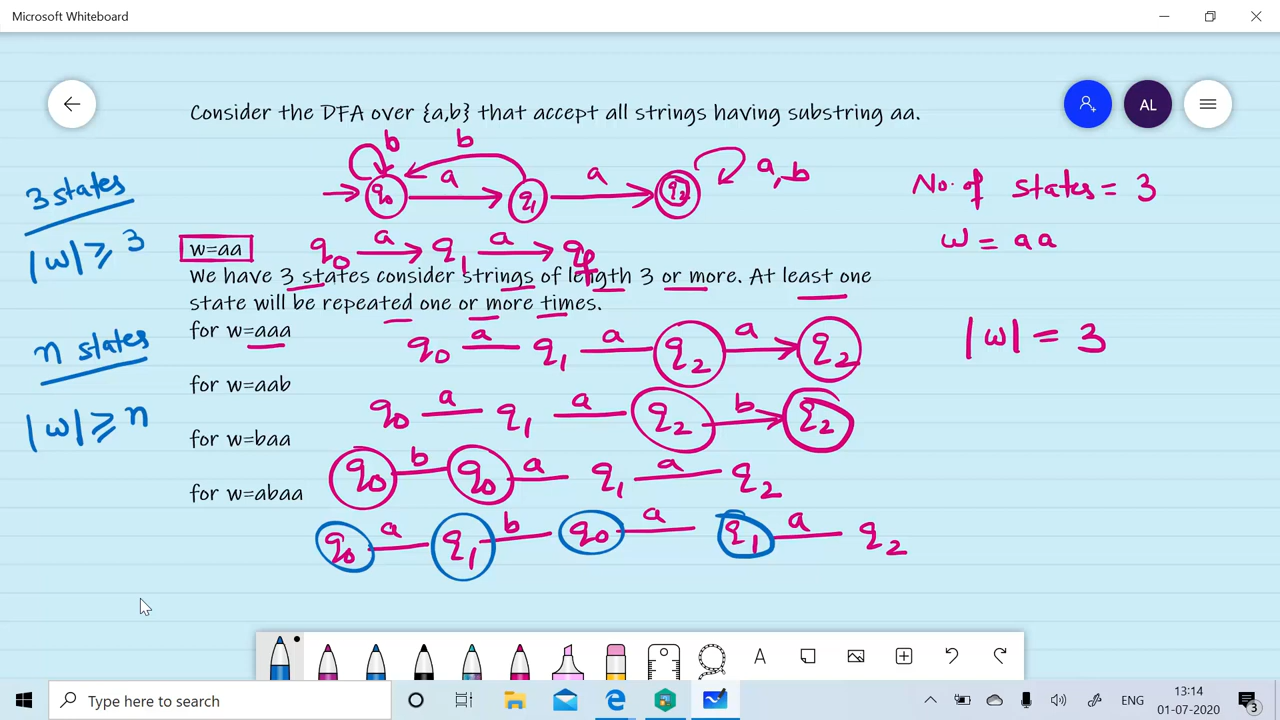 Microsoft Whiteboard
AL
Consider the DFA over {a,b} that accept all strings having substring aa.
b
b
q0 a q1 a q2 a,b
No. of states = 3
w = aa
3 states
|w| ≥ 3
w=aa
q0 a q1 a qf
We have 3 states consider strings of length 3 or more. At least one
state will be repeated one or more times.
for w=aaa
q0 a q1 a q2 a q2
|w| = 3
n states
|w| ≥ n
for w=aab
q0 a q1 a q2 b q2
for w=baa
q0 b q0 a q1 a q2
for w=abaa
q0 a q1 b q0 a q1 a q2
A
Type here to search
ENG
13:14
01-07-2020
3